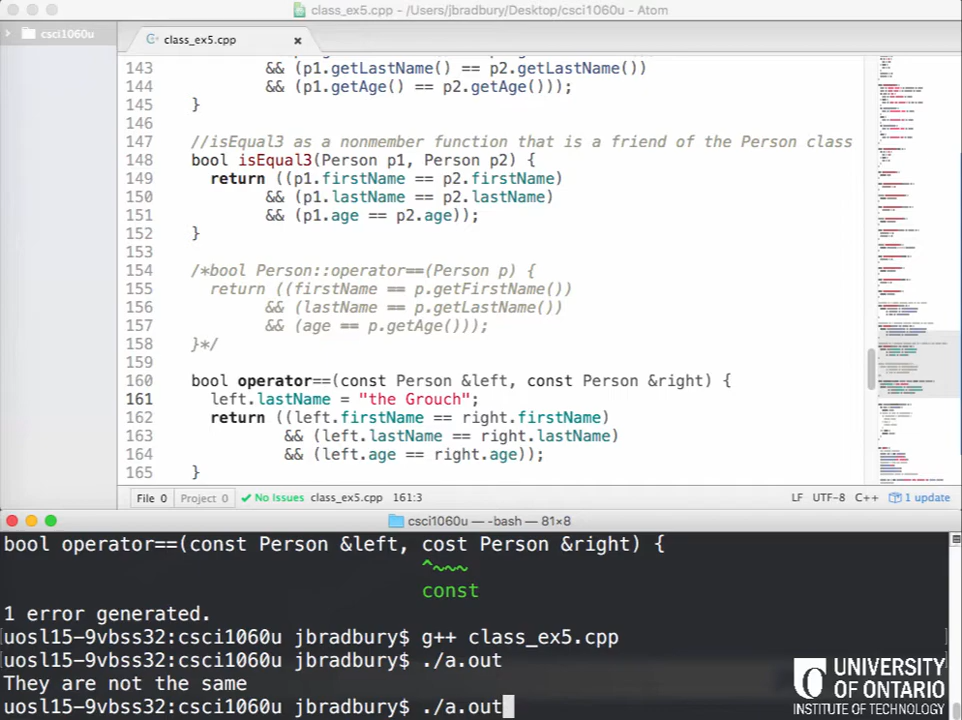 class_ex5.cpp - /Users/jbradbury/Desktop/csci1060u - Atom
csci1060u
class_ex5.cpp
143 && (p1.getLastName() == p2.getLastName())
144 && (p1.getAge() == p2.getAge()));
145 }
146
147 //isEqual3 as a nonmember function that is a friend of the Person class
148 bool isEqual3(Person p1, Person p2) {
149 return ((p1.firstName == p2.firstName)
150 && (p1.lastName == p2.lastName)
151 && (p1.age == p2.age));
152 }
153
154 /*bool Person::operator==(Person p) {
155 return ((firstName == p.getFirstName())
156 && (lastName == p.getLastName())
157 && (age == p.getAge()));
158 }*/
159
160 bool operator==(const Person &left, const Person &right) {
161 left.lastName = "the Grouch";
162 return ((left.firstName == right.firstName)
163 && (left.lastName == right.lastName)
164 && (left.age == right.age));
165 }
File 0 Project 0 No Issues class_ex5.cpp 161:3 LF UTF-8 C++ 1 update
csci1060u — -bash — 81×8
bool operator==(const Person &left, cost Person &right) {
^~~~
const
1 error generated.
uosl15-9vbss32:csci1060u jbradbury$ g++ class_ex5.cpp
uosl15-9vbss32:csci1060u jbradbury$ ./a.out
They are not the same
uosl15-9vbss32:csci1060u jbradbury$ ./a.out
UNIVERSITY
OF ONTARIO
INSTITUTE OF TECHNOLOGY